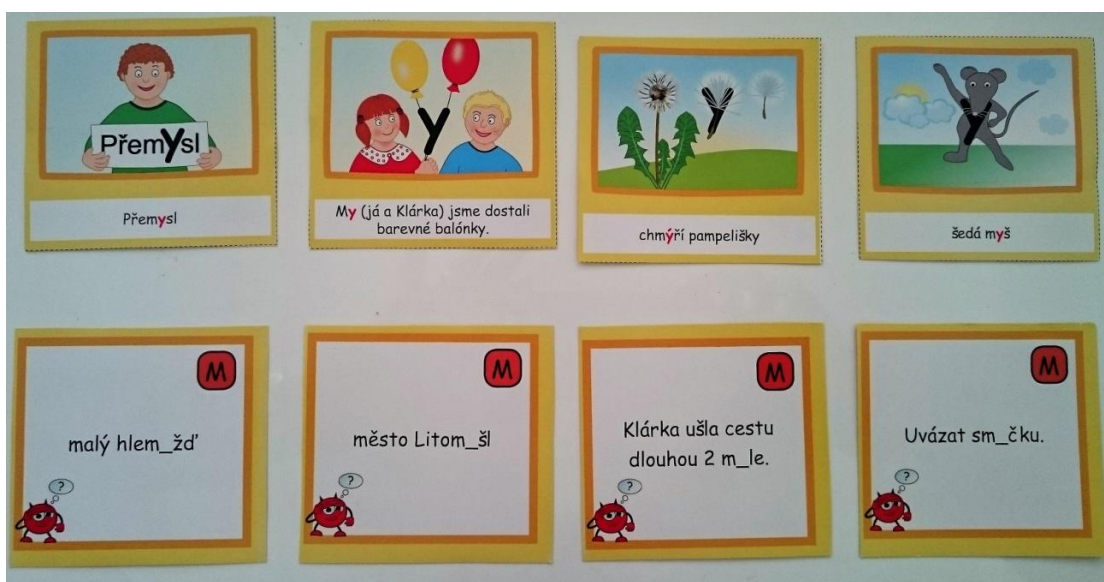 Přemysl
Přemysl
My (já a Klárka) jsme dostali
barevné balónky.
y
chmýří pampelišky
y
šedá myš
y
M
malý hlem_žď
?
M
město Litom_šl
?
M
Klárka ušla cestu
dlouhou 2 m_le.
?
M
Uvázat sm_čku.
?